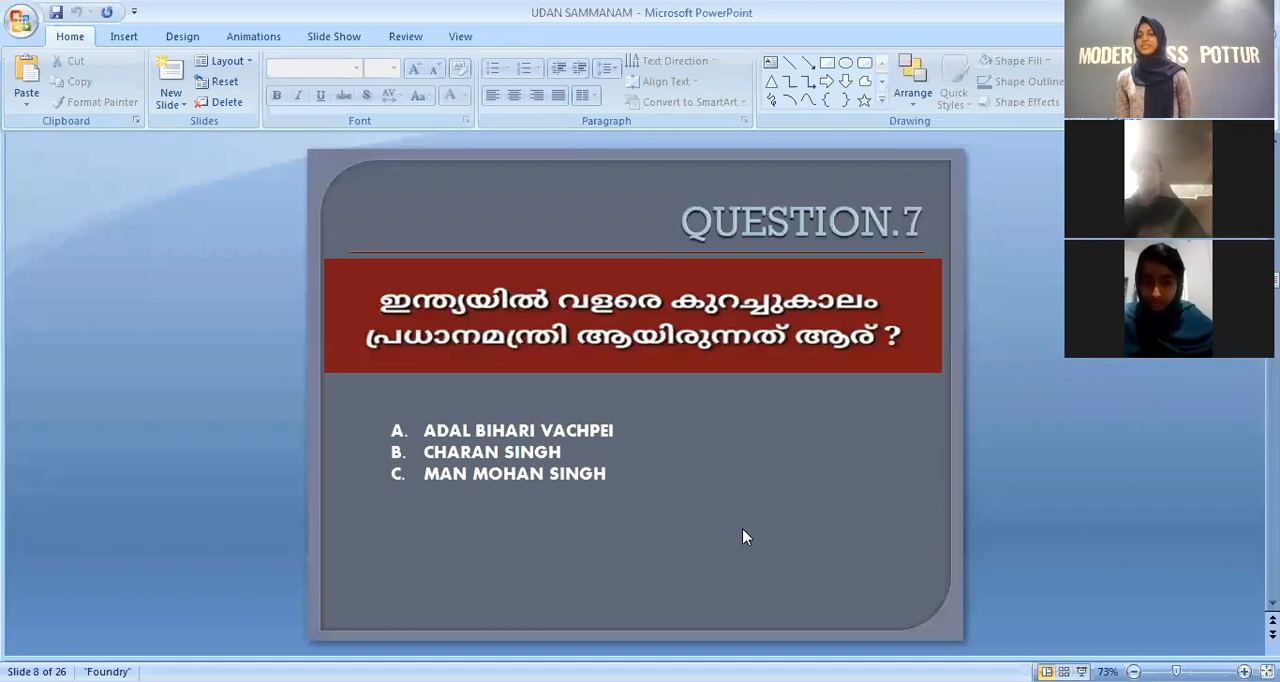 UDAN SAMMANAM - Microsoft PowerPoint
Home Insert Design Animations Slide Show Review View
Paste
Cut
Copy
Format Painter
Clipboard
New Slide
Layout
Reset
Delete
Slides
B I U abc S AV Aa A
Font
Text Direction
Align Text
Convert to SmartArt
Paragraph
Arrange
Quick Styles
Shape Fill
Shape Outline
Shape Effects
Drawing
POTTUR
QUESTION.7
ഇന്ത്യയിൽ വളരെ കുറച്ചുകാലം
പ്രധാനമന്ത്രി ആയിരുന്നത് ആര് ?
A. ADAL BIHARI VACHPEI
B. CHARAN SINGH
C. MAN MOHAN SINGH
Slide 8 of 26 "Foundry" 73%